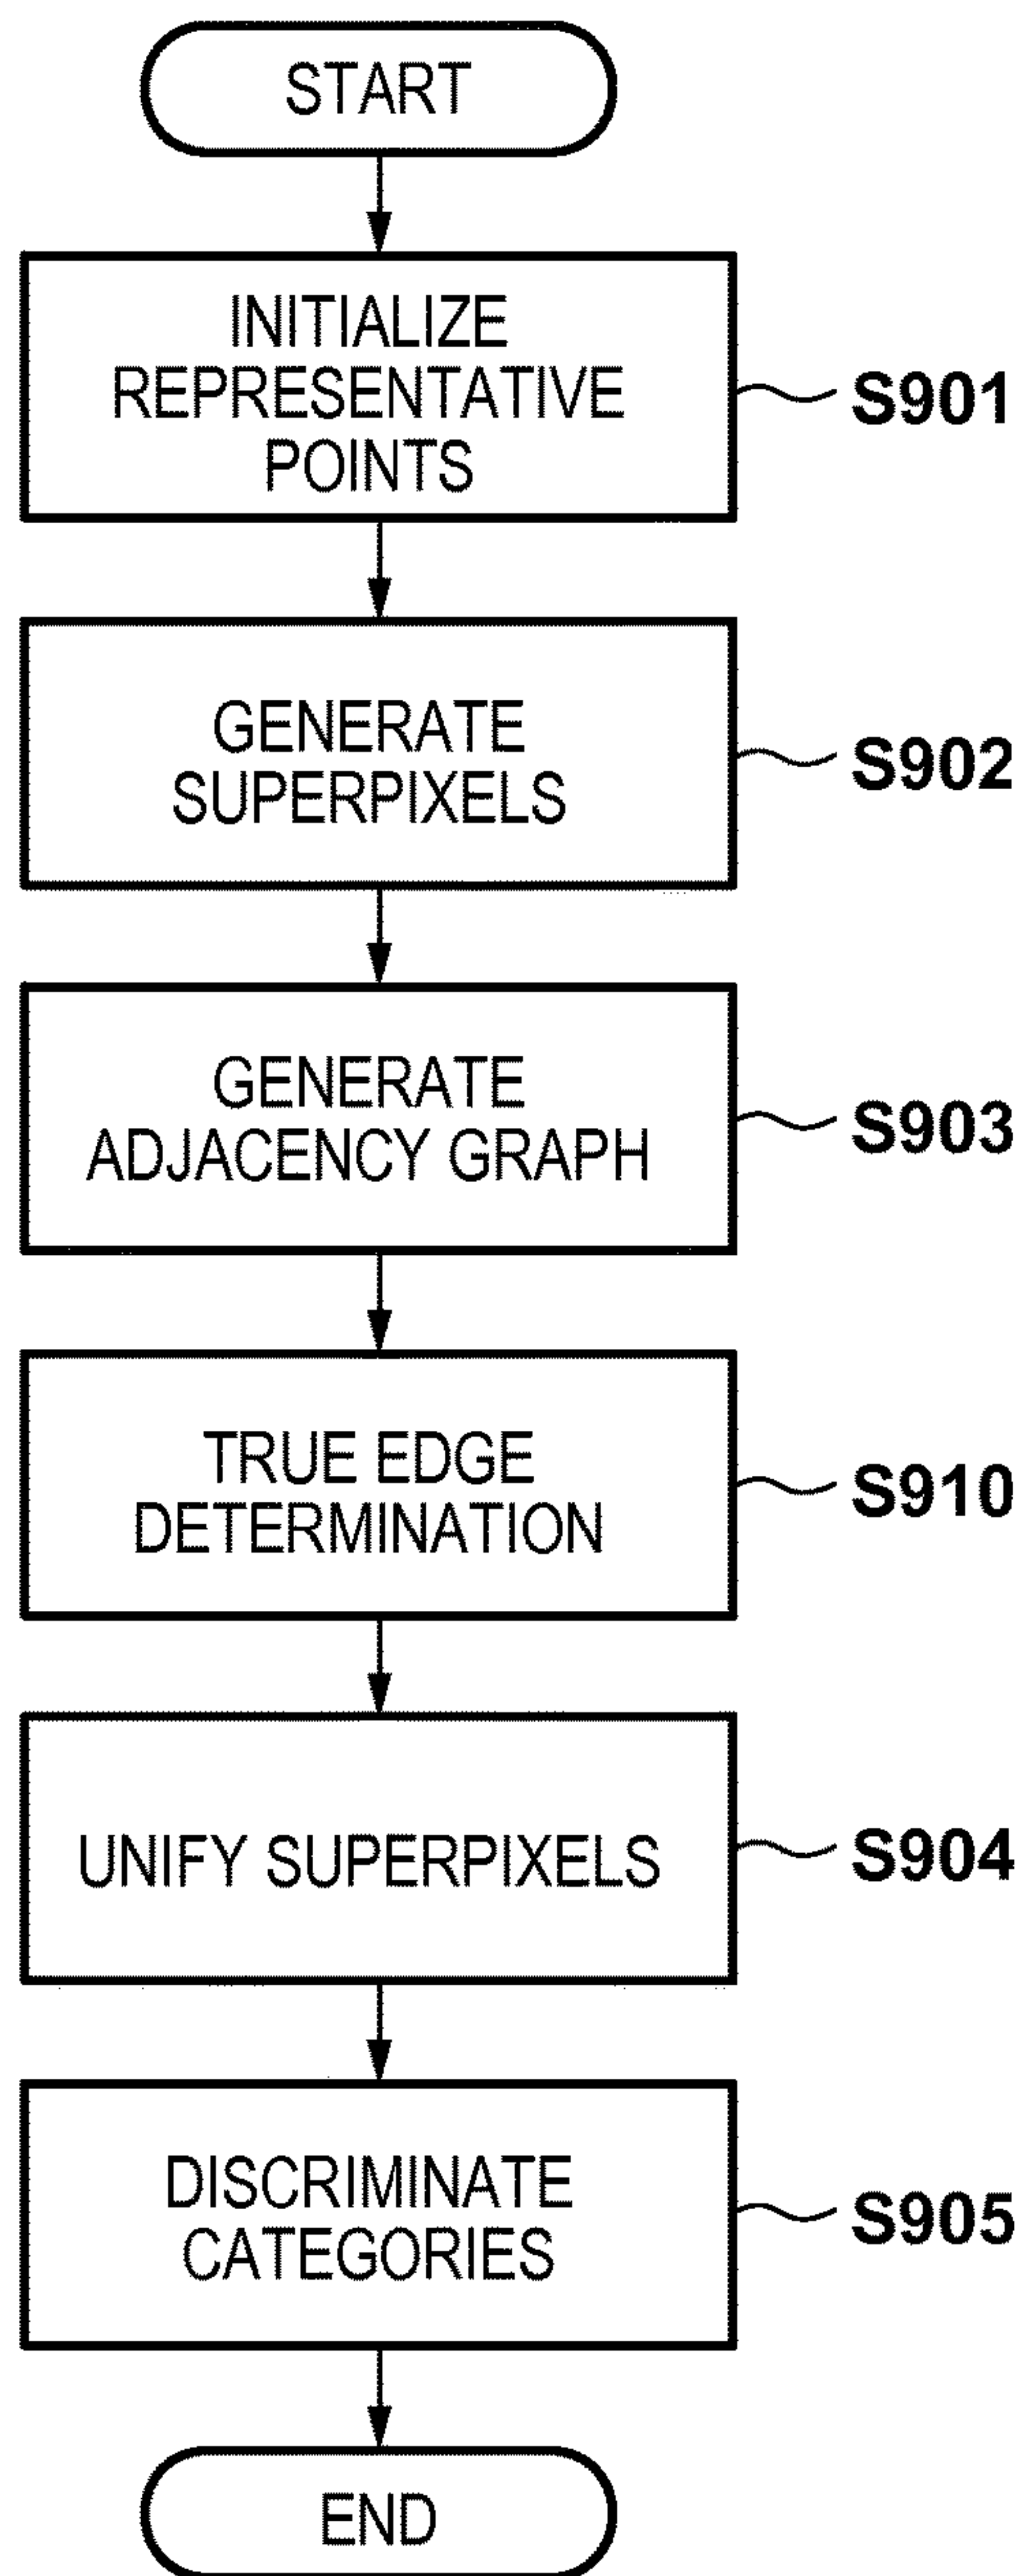 START
INITIALIZE
REPRESENTATIVE
POINTS
S901
GENERATE
SUPERPIXELS
S902
GENERATE
ADJACENCY GRAPH
S903
TRUE EDGE
DETERMINATION
S910
UNIFY SUPERPIXELS
S904
DISCRIMINATE
CATEGORIES
S905
END